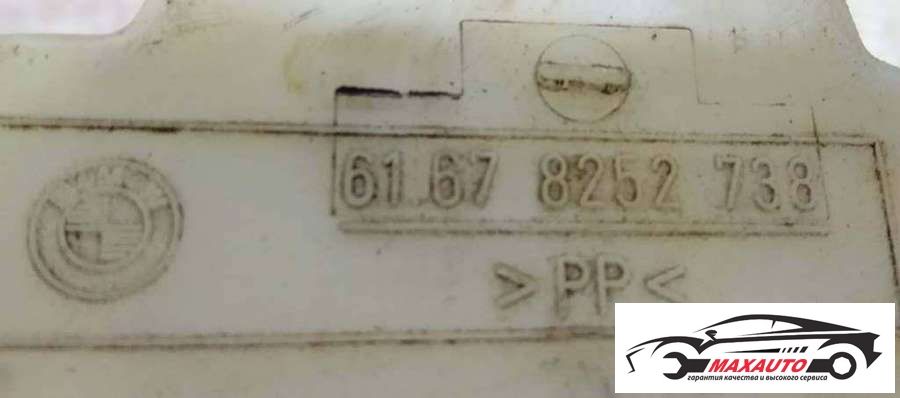 61.67 8252 738
>PP<
MAXAUTO
гарантия качества и высокого сервиса